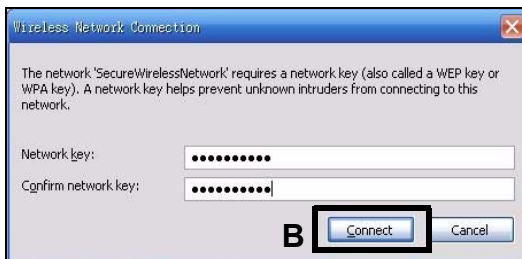 Wireless Network Connection
The network 'SecureWirelessNetwork' requires a network key (also called a WEP key or
WPA key). A network key helps prevent unknown intruders from connecting to this
network.
Network key:
●●●●●●●●●●
Confirm network key:
●●●●●●●●●●
B
Connect
Cancel